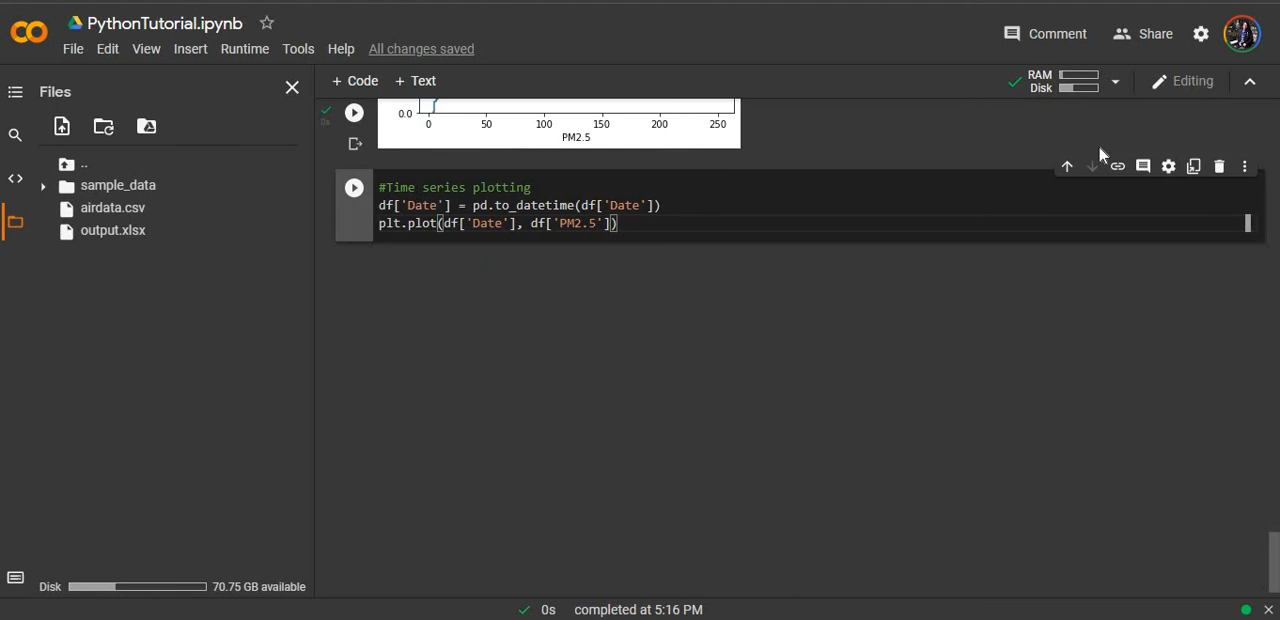 PythonTutorial.ipynb
Comment
Share
File Edit View Insert Runtime Tools Help All changes saved
Files
+ Code + Text
RAM
Disk
Editing
0.0
0 50 100 150 200 250
PM2.5
0s
..
sample_data
airdata.csv
output.xlsx
#Time series plotting
df['Date'] = pd.to_datetime(df['Date'])
plt.plot(df['Date'], df['PM2.5'])
Disk 70.75 GB available
0s completed at 5:16 PM